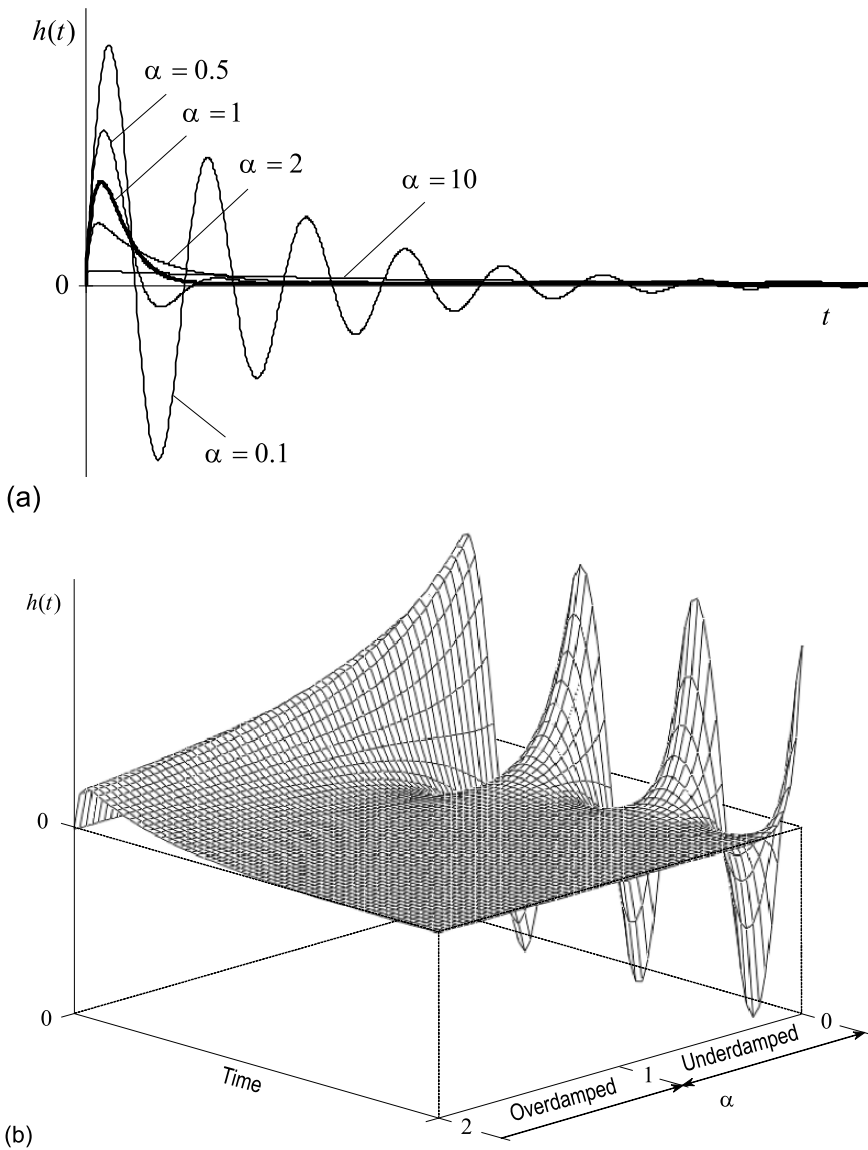 h(t)
α = 0.5
α = 1
α = 2
α = 10
0
t
α = 0.1
(a)
h(t)
0
0
Time
2
Overdamped
1
Underdamped
0
α
(b)